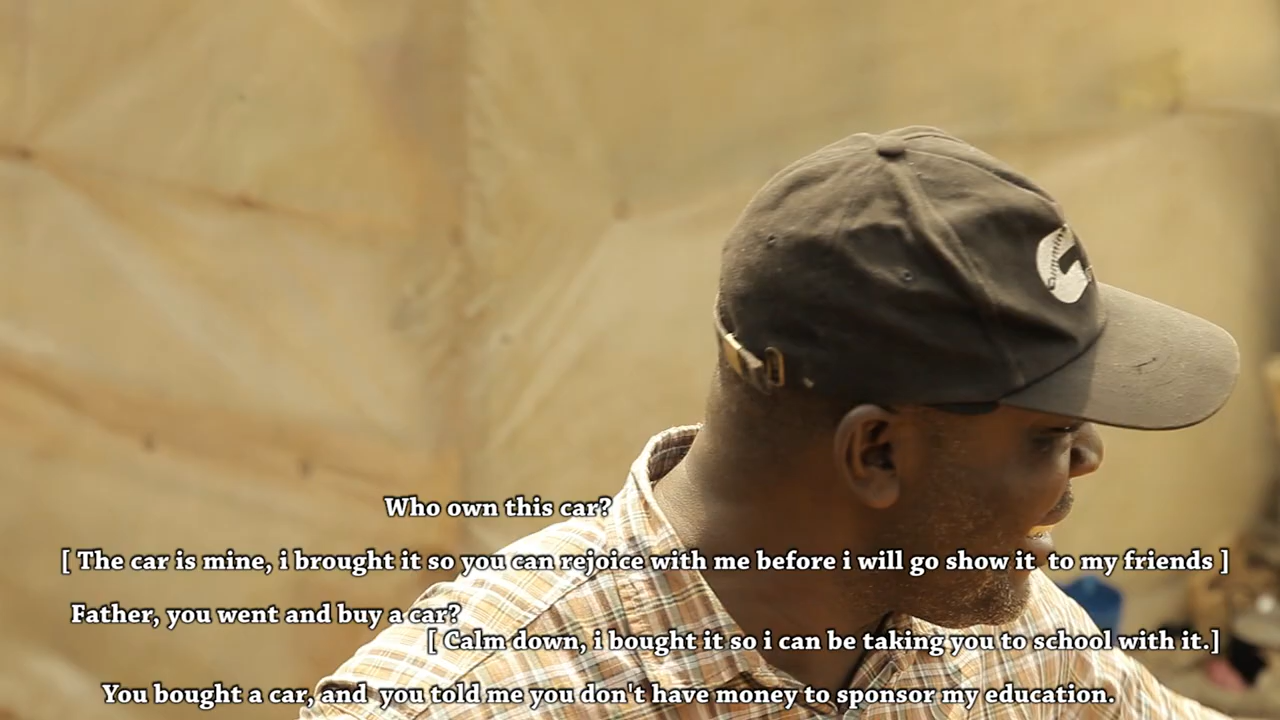 Who own this car?
[ The car is mine, i brought it so you can rejoice with me before i will go show it  to my friends ]
Father, you went and buy a car?
[ Calm down, i bought it so i can be taking you to school with it.]
You bought a car, and  you told me you don't have money to sponsor my education.